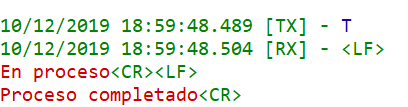 10/12/2019 18:59:48.489 [TX] - T
10/12/2019 18:59:48.504 [RX] - <LF>
En proceso<CR><LF>
Proceso completado<CR>